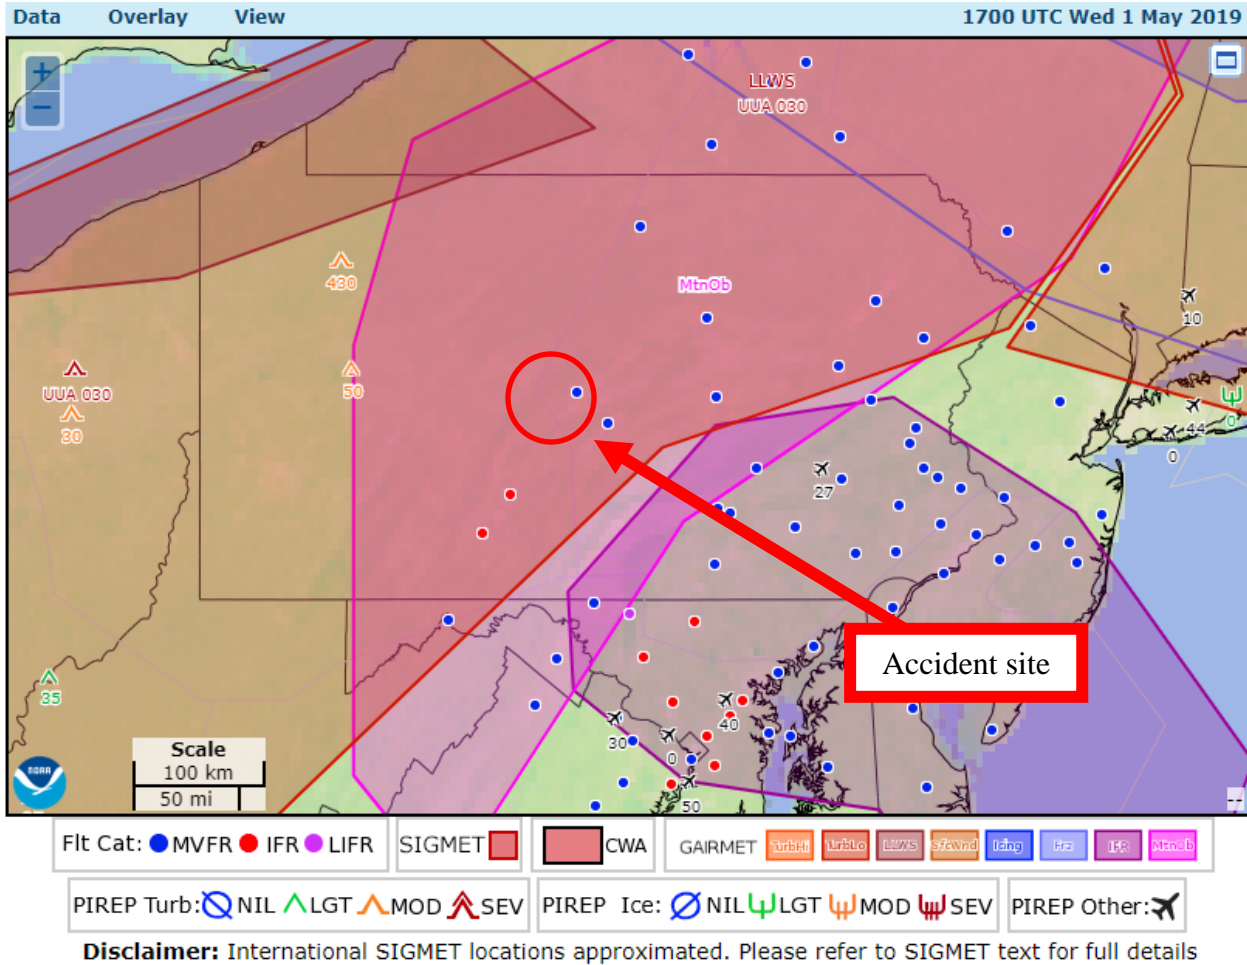 Data Overlay View 1700 UTC Wed 1 May 2019
+
−
LLWS
UUA 030
430
MtnOb
10
50
UUA 030
30
44
0
0
27
Accident site
35
40
30
0
50
Scale
100 km
50 mi
NOAA
--
Flt Cat: MVFR IFR LIFR SIGMET CWA GAIRMET TurbHi TurbLo LLWS SfcWnd Icing Frz IFR MtnOb
PIREP Turb: NIL LGT MOD SEV PIREP Ice: NIL LGT MOD SEV PIREP Other:
Disclaimer: International SIGMET locations approximated. Please refer to SIGMET text for full details